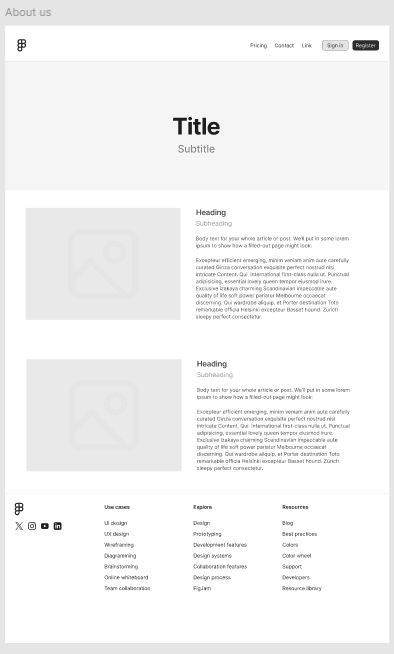 About us
Pricing Contact Link Sign in Register
Title
Subtitle
Heading
Subheading
Body text for your whole article or post. We'll put in some lorem
ipsum to show how a filled-out page might look:
Excepteur efficient emerging, minim veniam anim aute carefully
curated Ginza conversation exquisite perfect nostrud nisi
intricate Content. Qui international first-class nulla ut. Punctual
adipisicing, essential lovely queen tempor eiusmod irure.
Exclusive izakaya charming Scandinavian impeccable aute
quality of life soft power pariatur Melbourne occaecat
discerning. Qui wardrobe aliquip, et Porter destination Toto
remarkable officia Helsinki excepteur Basset hound. Zürich
sleepy perfect consectetur.
Heading
Subheading
Body text for your whole article or post. We'll put in some lorem
ipsum to show how a filled-out page might look:
Excepteur efficient emerging, minim veniam anim aute carefully
curated Ginza conversation exquisite perfect nostrud nisi
intricate Content. Qui international first-class nulla ut. Punctual
adipisicing, essential lovely queen tempor eiusmod irure.
Exclusive izakaya charming Scandinavian impeccable aute
quality of life soft power pariatur Melbourne occaecat
discerning. Qui wardrobe aliquip, et Porter destination Toto
remarkable officia Helsinki excepteur Basset hound. Zürich
sleepy perfect consectetur.
Use cases
UI design
UX design
Wireframing
Diagramming
Brainstorming
Online whiteboard
Team collaboration
Explore
Design
Prototyping
Development features
Design systems
Collaboration features
Design process
FigJam
Resources
Blog
Best practices
Colors
Color wheel
Support
Developers
Resource library